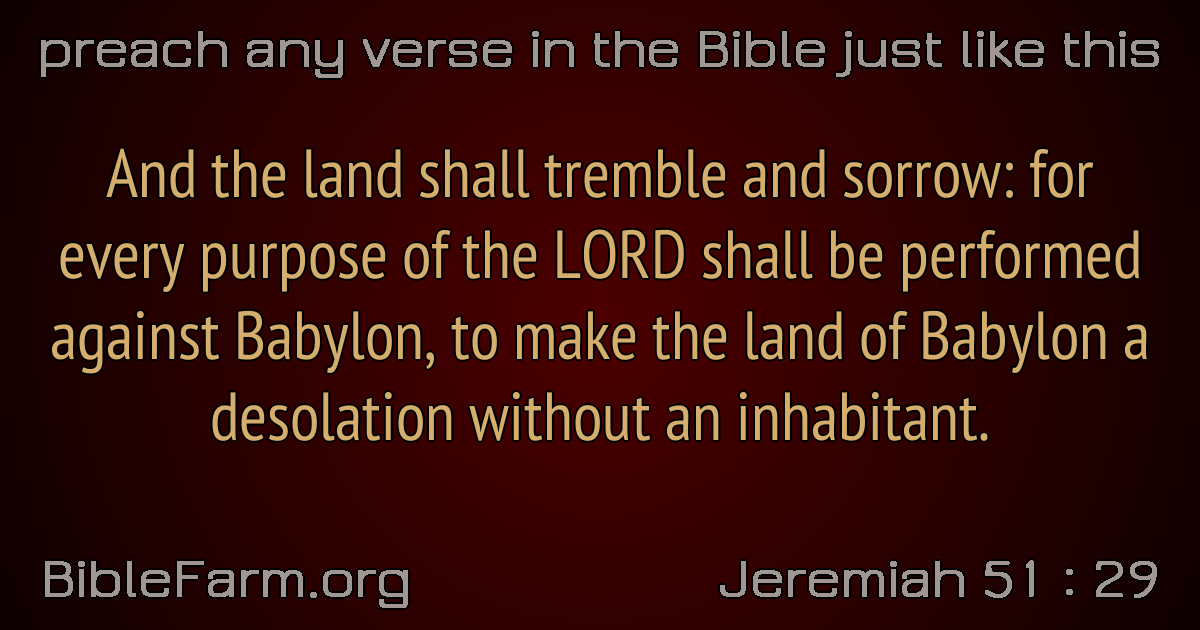 preach any verse in the Bible just like this
And the land shall tremble and sorrow: for
every purpose of the LORD shall be performed
against Babylon, to make the land of Babylon a
desolation without an inhabitant.
BibleFarm.org
Jeremiah 51 : 29